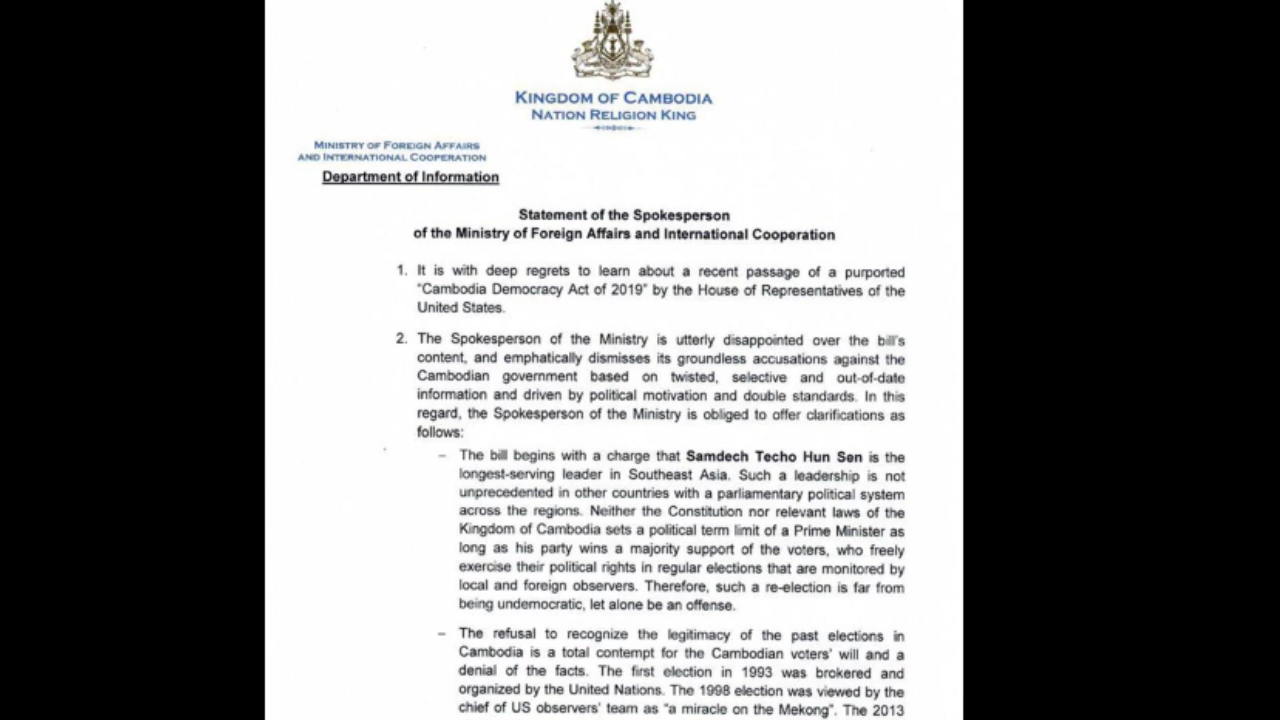 KINGDOM OF CAMBODIA
NATION RELIGION KING
MINISTRY OF FOREIGN AFFAIRS
AND INTERNATIONAL COOPERATION
Department of Information
Statement of the Spokesperson
of the Ministry of Foreign Affairs and International Cooperation
1. It is with deep regrets to learn about a recent passage of a purported
"Cambodia Democracy Act of 2019" by the House of Representatives of the
United States.
2. The Spokesperson of the Ministry is utterly disappointed over the bill's
content, and emphatically dismisses its groundless accusations against the
Cambodian government based on twisted, selective and out-of-date
information and driven by political motivation and double standards. In this
regard, the Spokesperson of the Ministry is obliged to offer clarifications as
follows:
– The bill begins with a charge that Samdech Techo Hun Sen is the
longest-serving leader in Southeast Asia. Such a leadership is not
unprecedented in other countries with a parliamentary political system
across the regions. Neither the Constitution nor relevant laws of the
Kingdom of Cambodia sets a political term limit of a Prime Minister as
long as his party wins a majority support of the voters, who freely
exercise their political rights in regular elections that are monitored by
local and foreign observers. Therefore, such a re-election is far from
being undemocratic, let alone be an offense.
– The refusal to recognize the legitimacy of the past elections in
Cambodia is a total contempt for the Cambodian voters' will and a
denial of the facts. The first election in 1993 was brokered and
organized by the United Nations. The 1998 election was viewed by the
chief of US observers' team as "a miracle on the Mekong". The 2013